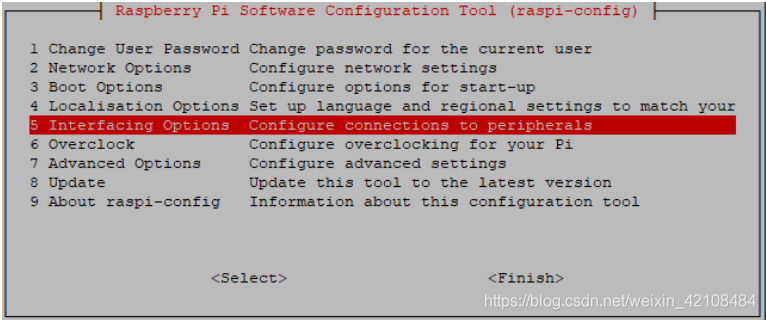 Raspberry Pi Software Configuration Tool (raspi-config)
1 Change User Password Change password for the current user
2 Network Options Configure network settings
3 Boot Options Configure options for start-up
4 Localisation Options Set up language and regional settings to match your
5 Interfacing Options Configure connections to peripherals
6 Overclock Configure overclocking for your Pi
7 Advanced Options Configure advanced settings
8 Update Update this tool to the latest version
9 About raspi-config Information about this configuration tool
<Select> <Finish>
https://blog.csdn.net/weixin_42108484